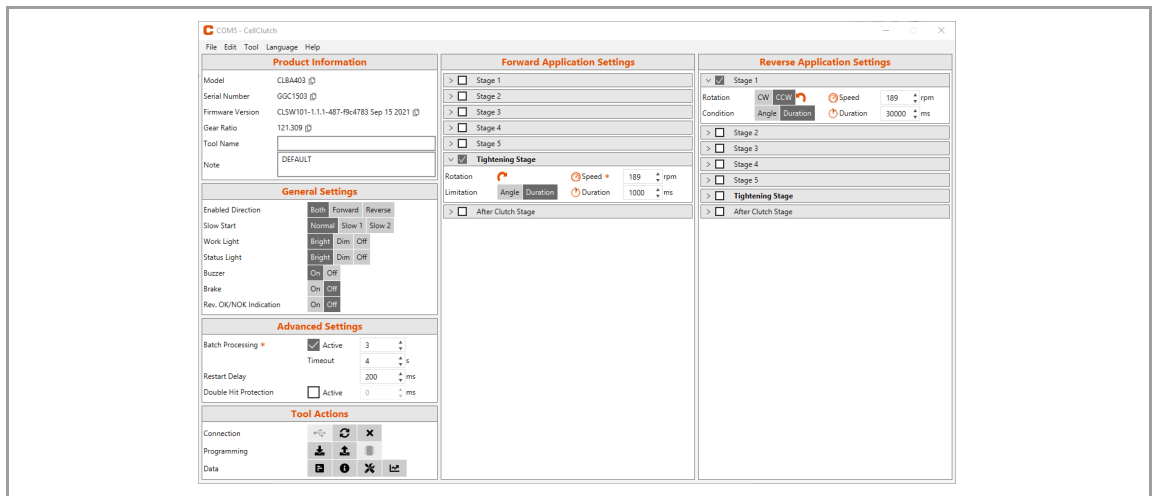 COM5 - CellClutch
File Edit Tool Language Help
Product Information
Model CLBA403
Serial Number GGC1503
Firmware Version CLSW101-1.1.1-487-f9c4783 Sep 15 2021
Gear Ratio 121.309
Tool Name
Note DEFAULT
General Settings
Enabled Direction Both Forward Reverse
Slow Start Normal Slow 1 Slow 2
Work Light Bright Dim Off
Status Light Bright Dim Off
Buzzer On Off
Brake On Off
Rev. OK/NOK Indication On Off
Advanced Settings
Batch Processing * Active 3
Timeout 4 s
Restart Delay 200 ms
Double Hit Protection Active 0 ms
Tool Actions
Connection
Programming
Data
Forward Application Settings
> Stage 1
> Stage 2
> Stage 3
> Stage 4
> Stage 5
Tightening Stage
Rotation Speed * 189 rpm
Limitation Angle Duration Duration 1000 ms
> After Clutch Stage
Reverse Application Settings
Stage 1
Rotation CW CCW Speed 189 rpm
Condition Angle Duration Duration 30000 ms
> Stage 2
> Stage 3
> Stage 4
> Stage 5
> Tightening Stage
> After Clutch Stage